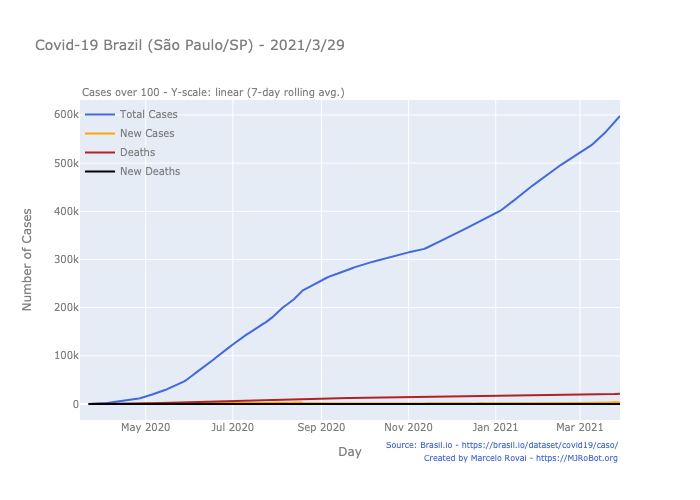 Covid-19 Brazil (São Paulo/SP) - 2021/3/29
Cases over 100 - Y-scale: linear (7-day rolling avg.)
Total Cases
New Cases
Deaths
New Deaths
600k
500k
400k
300k
200k
100k
0
Number of Cases
May 2020
Jul 2020
Sep 2020
Nov 2020
Jan 2021
Mar 2021
Day
Source: Brasil.io - https://brasil.io/dataset/covid19/caso/
Created by Marcelo Rovai - https://MJRoBot.org